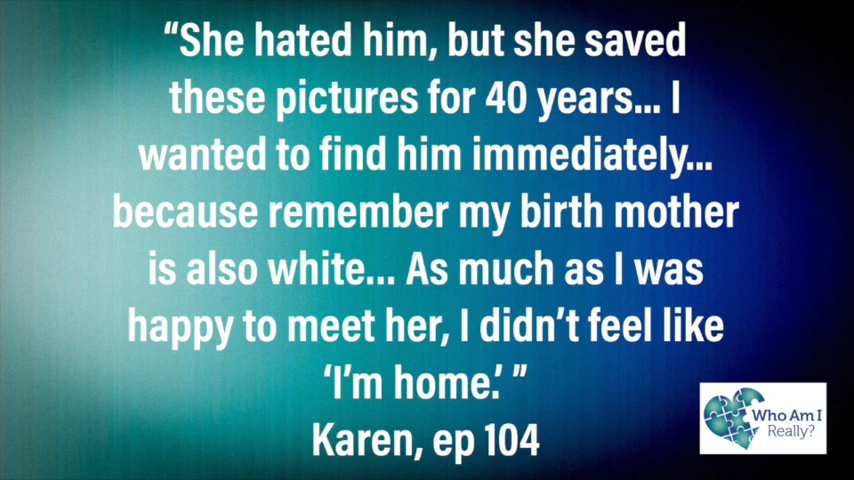 “She hated him, but she saved
these pictures for 40 years... I
wanted to find him immediately...
because remember my birth mother
is also white... As much as I was
happy to meet her, I didn’t feel like
‘I’m home.’ ”
Karen, ep 104
Who Am I
Really?